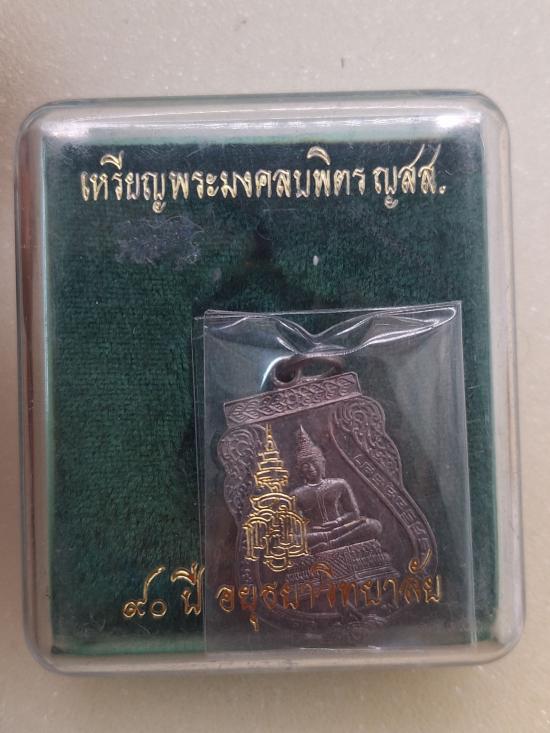 เหรียญพระมงคลบพิตร ญสส.
๙๐ ปี อยุธยาวิทยาลัย